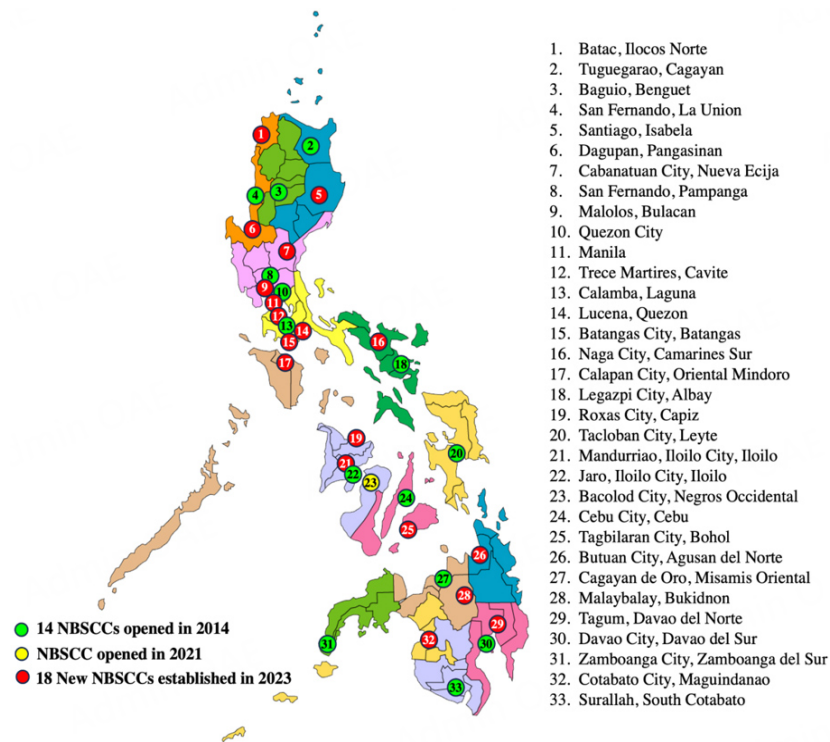 1. Batac, Ilocos Norte
2. Tuguegarao, Cagayan
3. Baguio, Benguet
4. San Fernando, La Union
5. Santiago, Isabela
6. Dagupan, Pangasinan
7. Cabanatuan City, Nueva Ecija
8. San Fernando, Pampanga
9. Malolos, Bulacan
10. Quezon City
11. Manila
12. Trece Martires, Cavite
13. Calamba, Laguna
14. Lucena, Quezon
15. Batangas City, Batangas
16. Naga City, Camarines Sur
17. Calapan City, Oriental Mindoro
18. Legazpi City, Albay
19. Roxas City, Capiz
20. Tacloban City, Leyte
21. Mandurriao, Iloilo City, Iloilo
22. Jaro, Iloilo City, Iloilo
23. Bacolod City, Negros Occidental
24. Cebu City, Cebu
25. Tagbilaran City, Bohol
26. Butuan City, Agusan del Norte
27. Cagayan de Oro, Misamis Oriental
28. Malaybalay, Bukidnon
29. Tagum, Davao del Norte
30. Davao City, Davao del Sur
31. Zamboanga City, Zamboanga del Sur
32. Cotabato City, Maguindanao
33. Surallah, South Cotabato
1
2
3
4
5
6
7
8
9
10
11
12
13
14
15
16
17
18
19
20
21
22
23
24
25
26
27
28
29
30
31
32
33
14 NBSCCs opened in 2014
NBSCC opened in 2021
18 New NBSCCs established in 2023